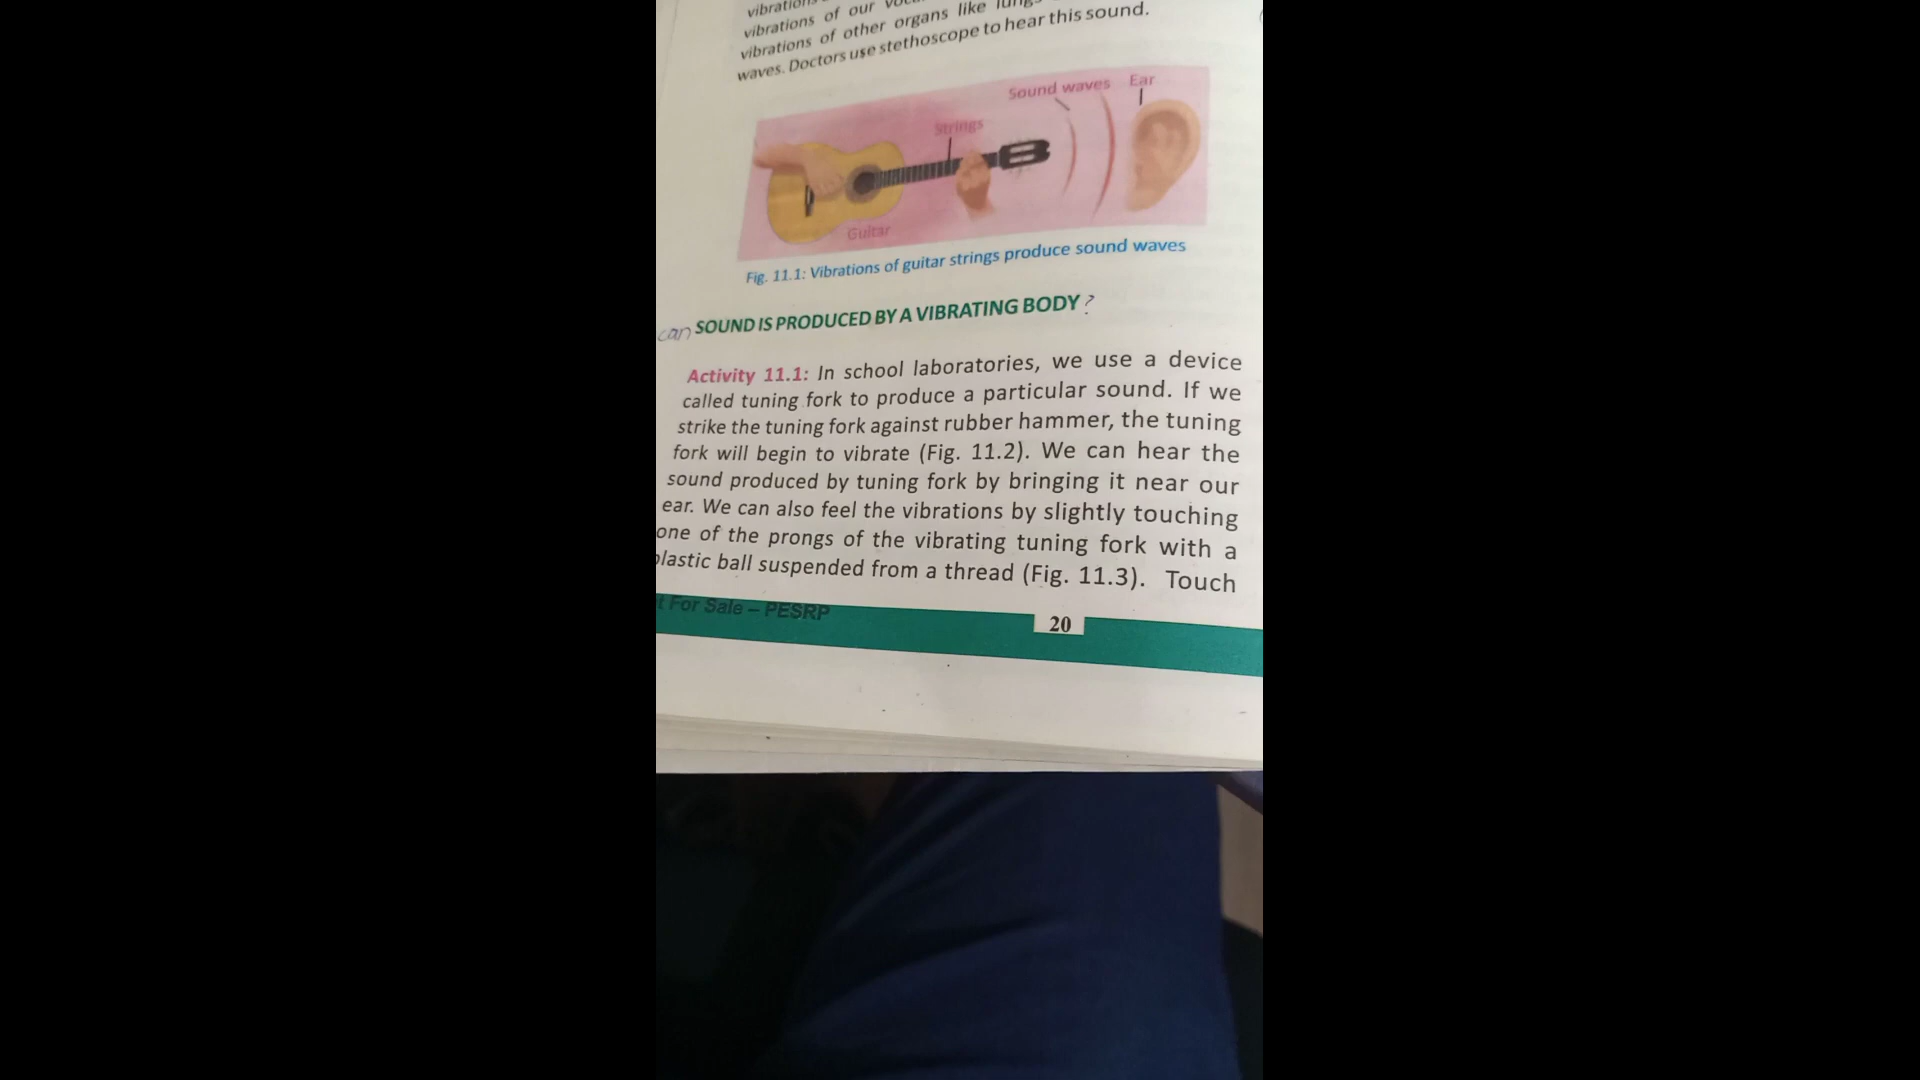 vibrations of our
vibrations of other organs like lungs
waves. Doctors use stethoscope to hear this sound.
Sound waves Ear
Strings
Guitar
Fig. 11.1: Vibrations of guitar strings produce sound waves
can SOUND IS PRODUCED BY A VIBRATING BODY ?
Activity 11.1: In school laboratories, we use a device
called tuning fork to produce a particular sound. If we
strike the tuning fork against rubber hammer, the tuning
fork will begin to vibrate (Fig. 11.2). We can hear the
sound produced by tuning fork by bringing it near our
ear. We can also feel the vibrations by slightly touching
one of the prongs of the vibrating tuning fork with a
plastic ball suspended from a thread (Fig. 11.3). Touch
t For Sale – PESRP
20